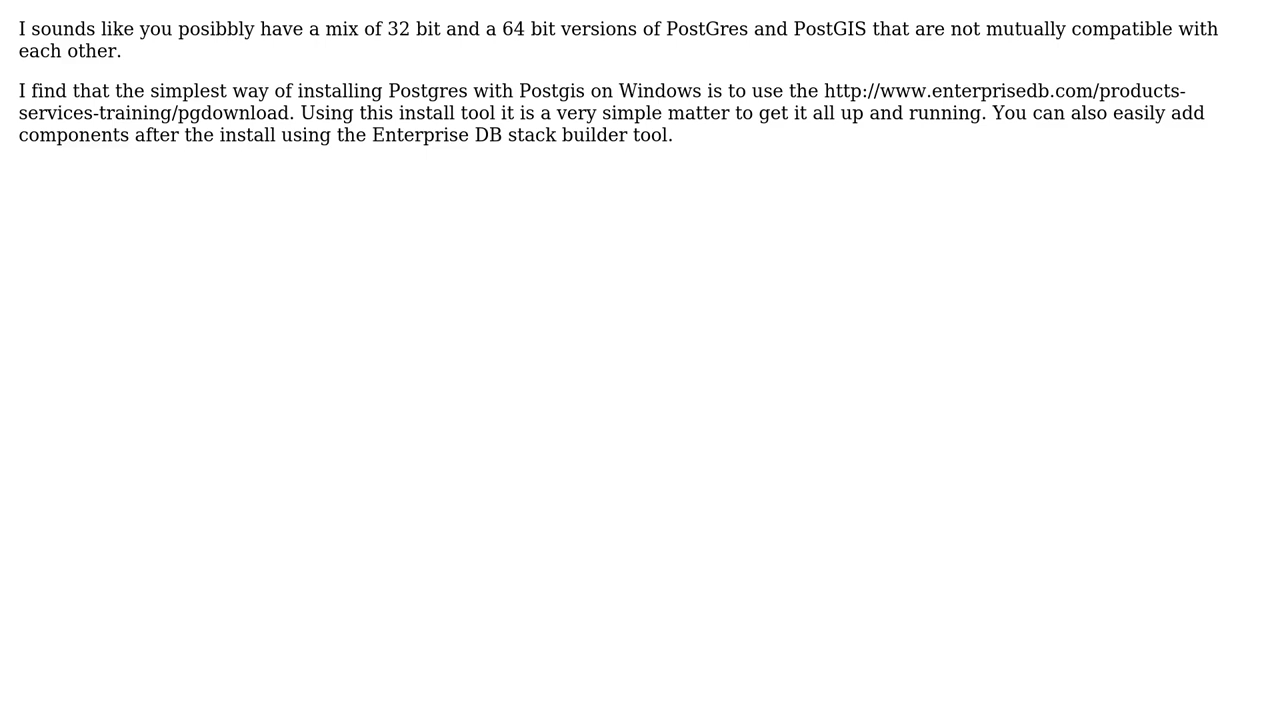 I sounds like you posibbly have a mix of 32 bit and a 64 bit versions of PostGres and PostGIS that are not mutually compatible with
each other.
I find that the simplest way of installing Postgres with Postgis on Windows is to use the http://www.enterprisedb.com/products-
services-training/pgdownload. Using this install tool it is a very simple matter to get it all up and running. You can also easily add
components after the install using the Enterprise DB stack builder tool.